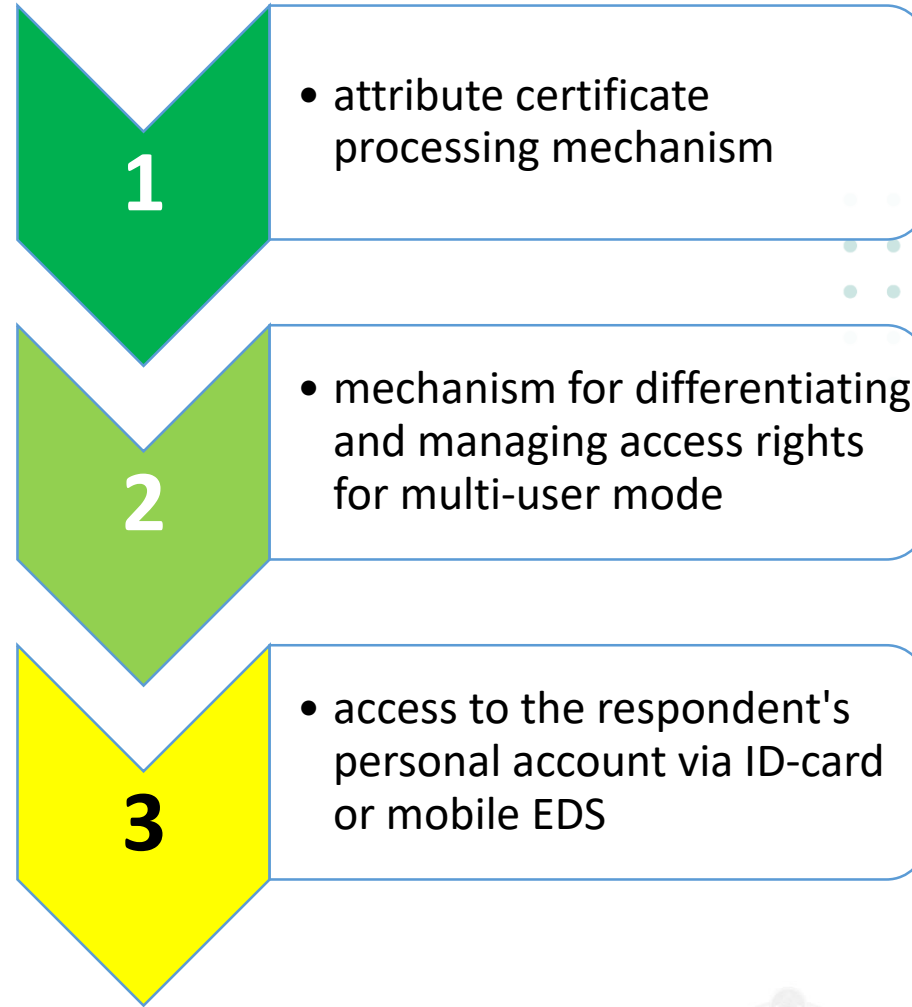 1
• attribute certificate
processing mechanism
2
• mechanism for differentiating
and managing access rights
for multi-user mode
3
• access to the respondent's
personal account via ID-card
or mobile EDS